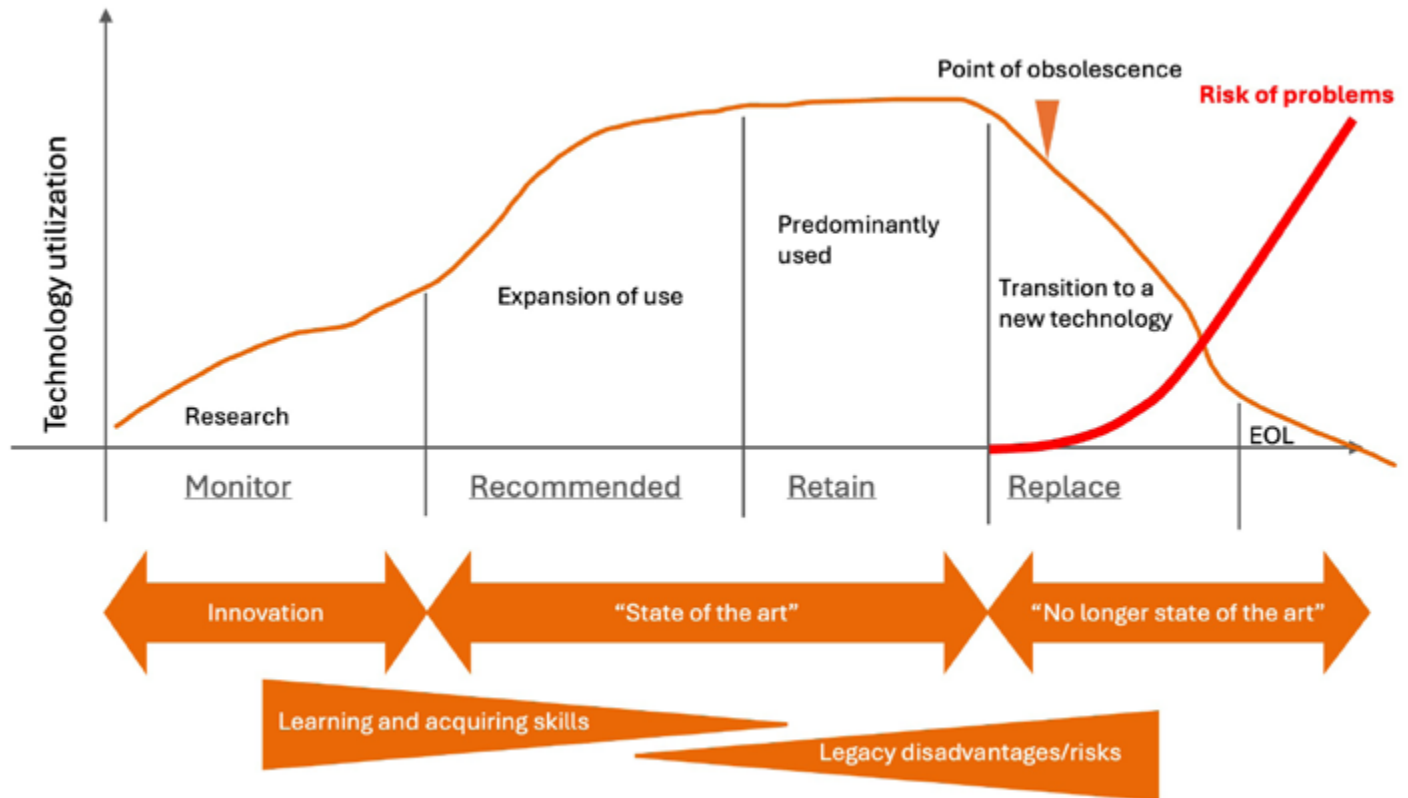 Technology utilization
Point of obsolescence
Risk of problems
Predominantly
used
Expansion of use
Transition to a
new technology
Research
EOL
Monitor
Recommended
Retain
Replace
Innovation
“State of the art”
“No longer state of the art”
Learning and acquiring skills
Legacy disadvantages/risks